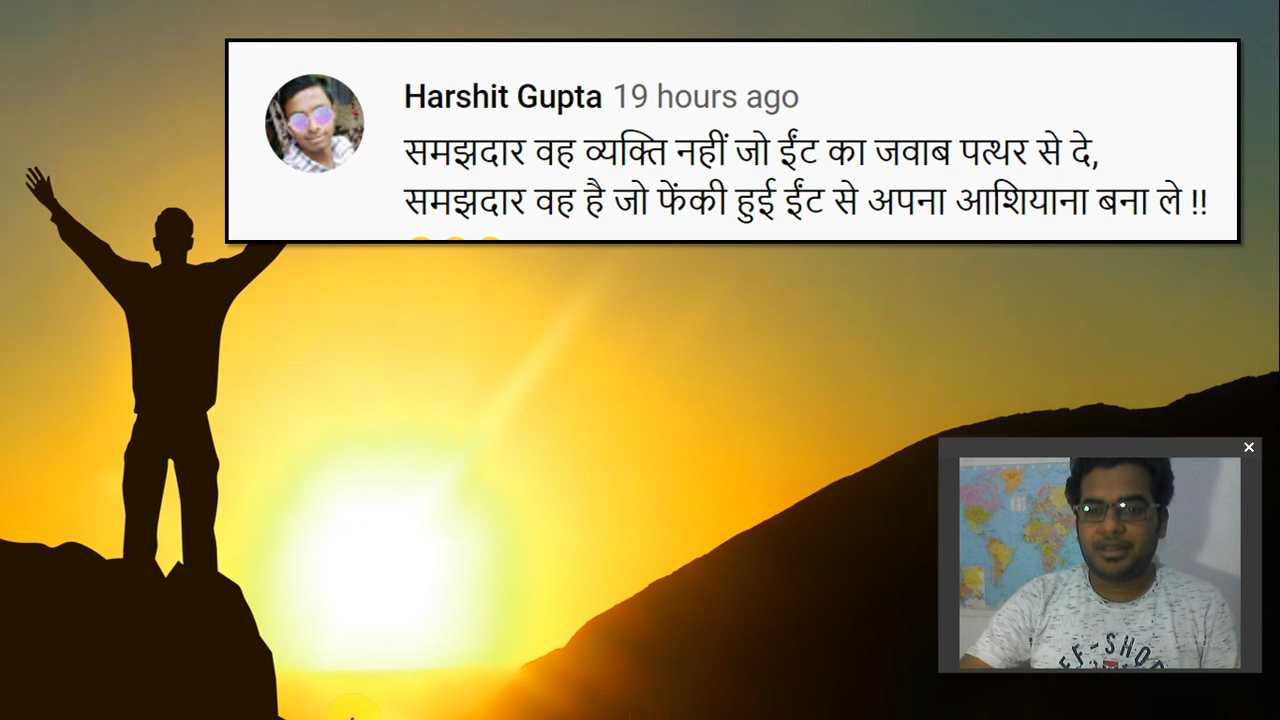 Harshit Gupta 19 hours ago
समझदार वह व्यक्ति नहीं जो ईंट का जवाब पत्थर से दे,
समझदार वह है जो फेंकी हुई ईंट से अपना आशियाना बना ले !!